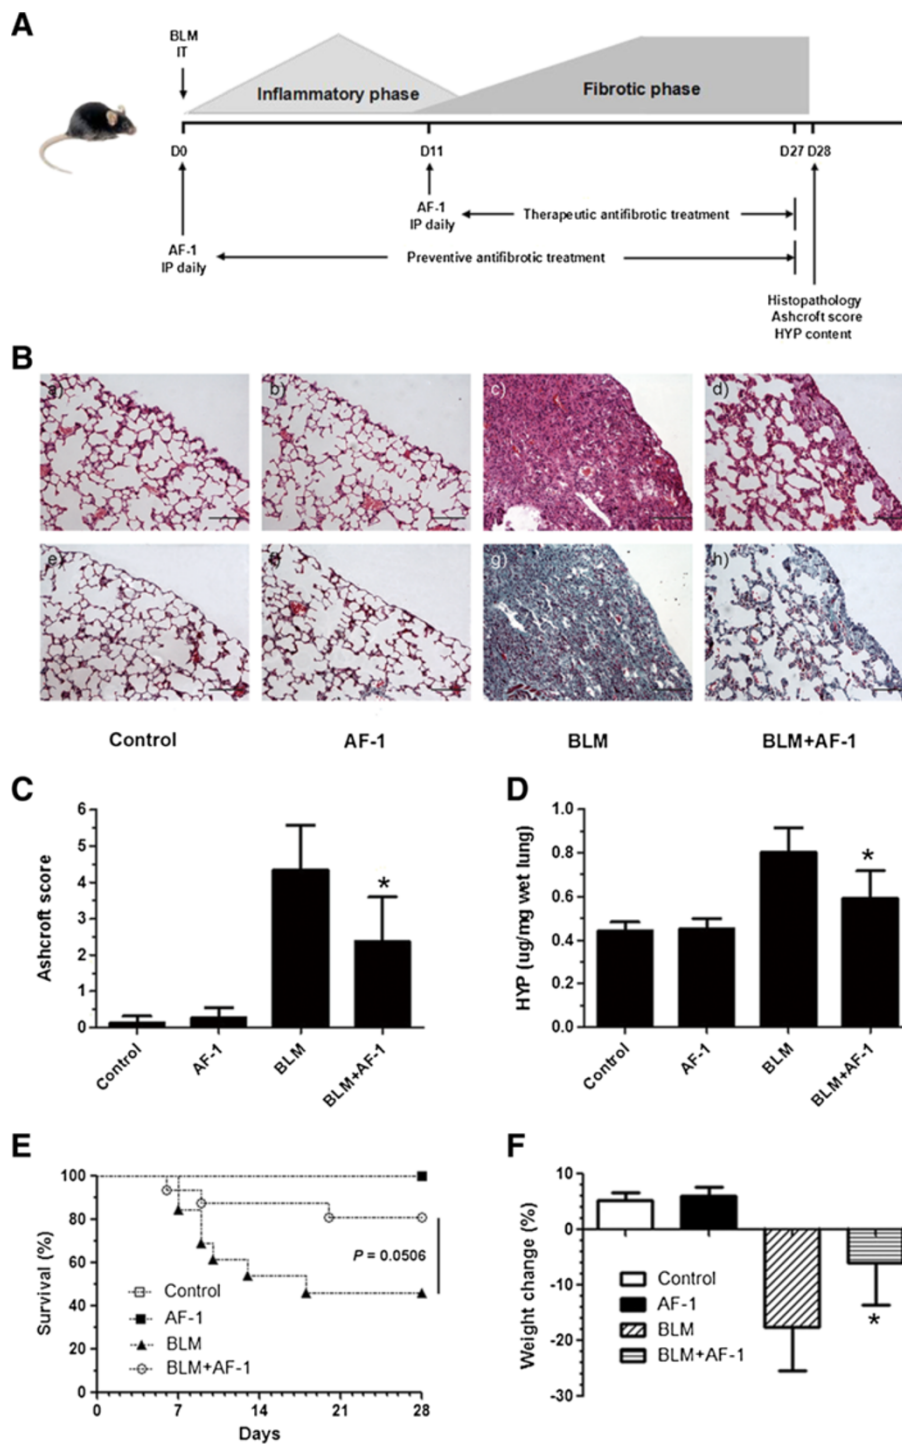 A
BLM
IT
Inflammatory phase
Fibrotic phase
D0
D11
D27 D28
AF-1
IP daily
Therapeutic antifibrotic treatment
AF-1
IP daily
Preventive antifibrotic treatment
Histopathology
Ashcroft score
HYP content
B
a)
b)
c)
d)
e)
f)
g)
h)
Control
AF-1
BLM
BLM+AF-1
C
6
5
4
3
2
1
0
Ashcroft score
Control
AF-1
BLM
BLM+AF-1
*
D
1.0
0.8
0.6
0.4
0.2
0.0
HYP (ug/mg wet lung)
Control
AF-1
BLM
BLM+AF-1
*
E
100
80
60
40
20
0
Survival (%)
P = 0.0506
Control
AF-1
BLM
BLM+AF-1
0
7
14
21
28
Days
F
10
0
-10
-20
-30
Weight change (%)
Control
AF-1
BLM
BLM+AF-1
*